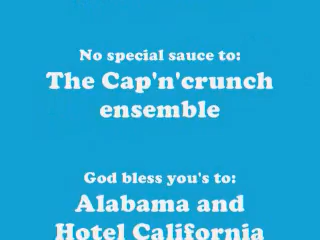 No special sauce to:
The Cap'n'crunch
ensemble
God bless you's to:
Alabama and
Hotel California